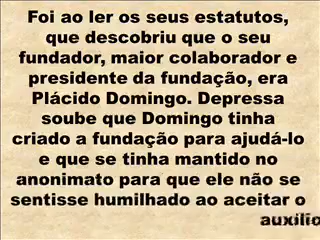 Foi ao ler os seus estatutos,
que descobriu que o seu
fundador, maior colaborador e
presidente da fundação, era
Plácido Domingo. Depressa
soube que Domingo tinha
criado a fundação para ajudá-lo
e que se tinha mantido no
anonimato para que ele não se
sentisse humilhado ao aceitar o
auxilio